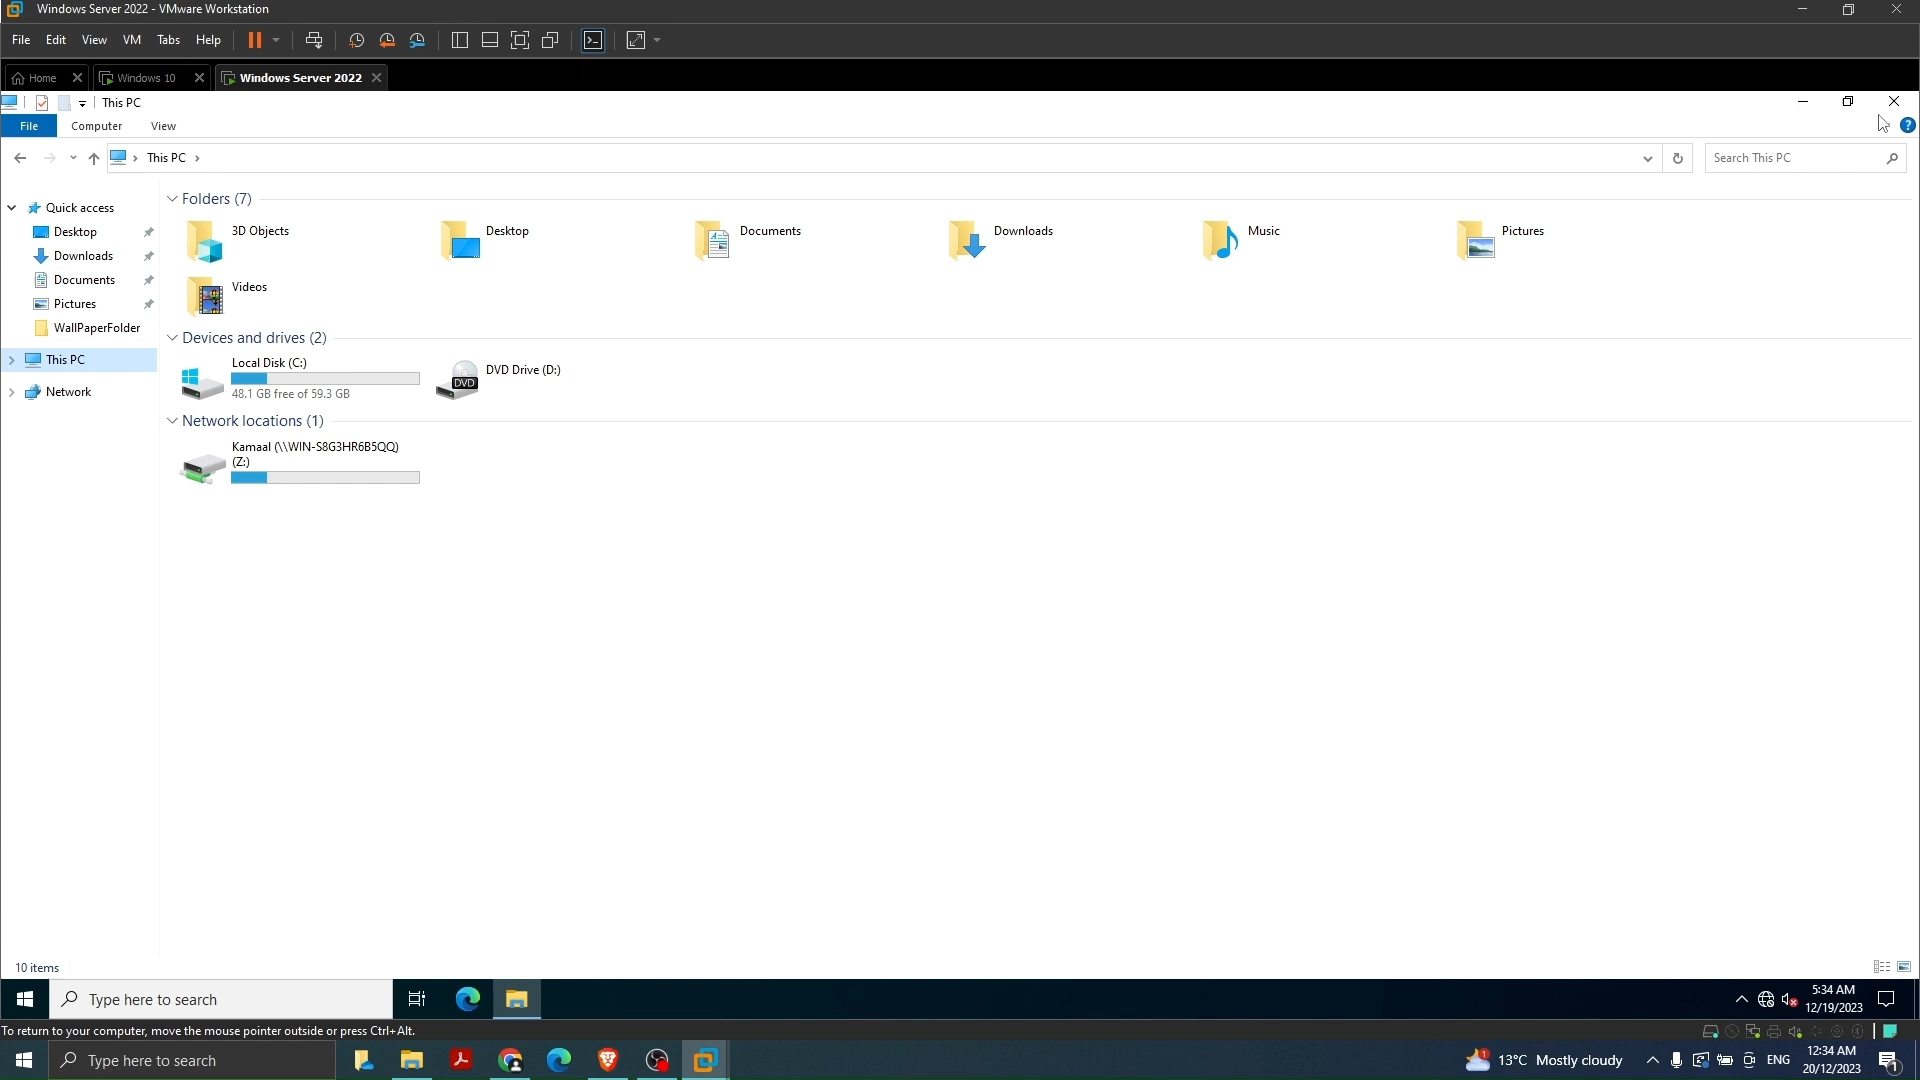 Windows Server 2022 - VMware Workstation
File Edit View VM Tabs Help
Home Windows 10 Windows Server 2022
This PC
File Computer View
This PC Search This PC
Quick access
Desktop
Downloads
Documents
Pictures
WallPaperFolder
This PC
Network
Folders (7)
3D Objects Desktop Documents Downloads Music Pictures
Videos
Devices and drives (2)
Local Disk (C:)
48.1 GB free of 59.3 GB
DVD Drive (D:)
DVD
Network locations (1)
Kamaal (\\WIN-S8G3HR6B5QQ)
(Z:)
10 items
Type here to search
5:34 AM
12/19/2023
To return to your computer, move the mouse pointer outside or press Ctrl+Alt.
Type here to search
13°C Mostly cloudy
ENG
12:34 AM
20/12/2023
1
1